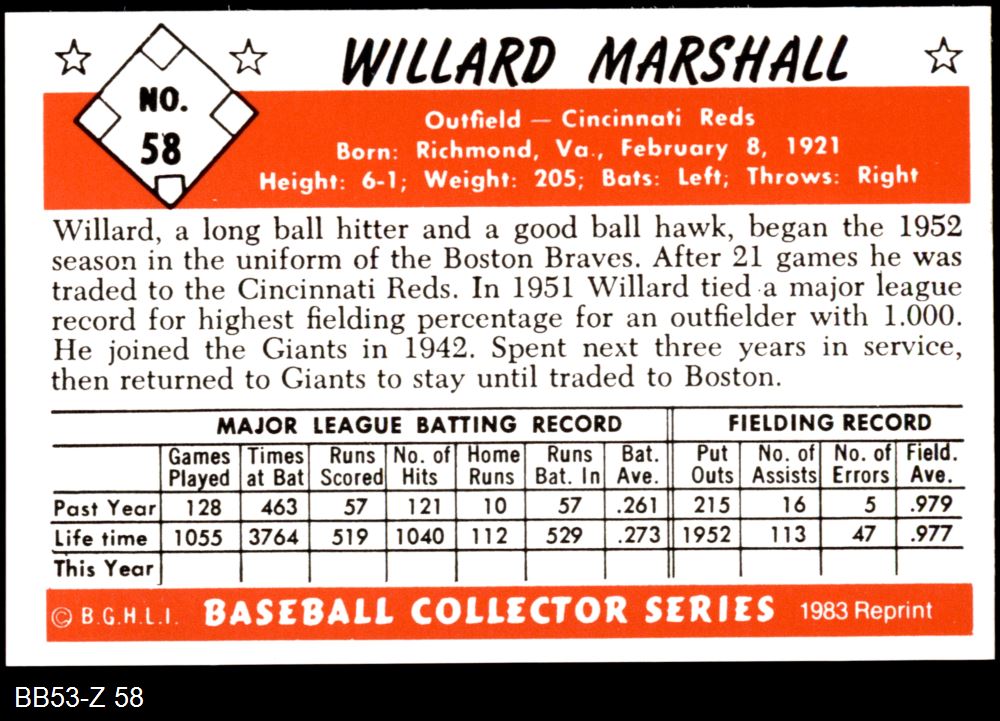 WILLARD MARSHALL
NO.
58
Outfield — Cincinnati Reds
Born: Richmond, Va., February 8, 1921
Height: 6-1; Weight: 205; Bats: Left; Throws: Right
Willard, a long ball hitter and a good ball hawk, began the 1952
season in the uniform of the Boston Braves. After 21 games he was
traded to the Cincinnati Reds. In 1951 Willard tied a major league
record for highest fielding percentage for an outfielder with 1.000.
He joined the Giants in 1942. Spent next three years in service,
then returned to Giants to stay until traded to Boston.
MAJOR LEAGUE BATTING RECORD FIELDING RECORD
Games Times Runs No. of Home Runs Bat. Put No. of No. of Field.
Played at Bat Scored Hits Runs Bat. In Ave. Outs Assists Errors Ave.
Past Year 128 463 57 121 10 57 .261 215 16 5 .979
Life time 1055 3764 519 1040 112 529 .273 1952 113 47 .977
This Year
© B.G.H.L.I. BASEBALL COLLECTOR SERIES 1983 Reprint
BB53-Z 58